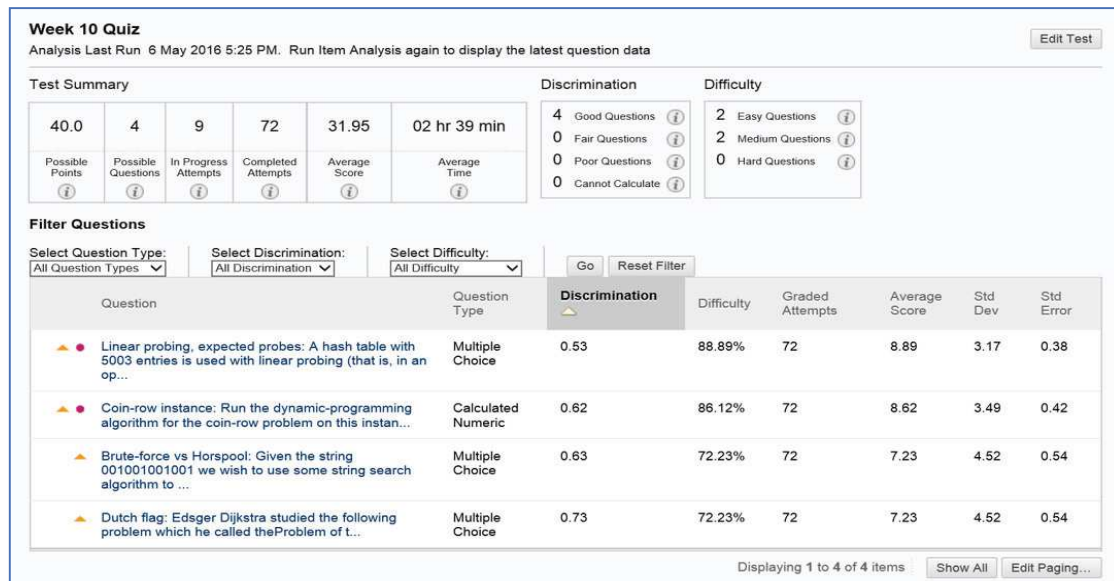 Week 10 Quiz
Edit Test
Analysis Last Run 6 May 2016 5:25 PM. Run Item Analysis again to display the latest question data
Test Summary
Discrimination
Difficulty
40.0 4 9 72 31.95 02 hr 39 min
Possible Points
Possible Questions
In Progress Attempts
Completed Attempts
Average Score
Average Time
4 Good Questions
0 Fair Questions
0 Poor Questions
0 Cannot Calculate
2 Easy Questions
2 Medium Questions
0 Hard Questions
Filter Questions
Select Question Type: Select Discrimination: Select Difficulty:
All Question Types All Discrimination All Difficulty Go Reset Filter
Question Question Type Discrimination Difficulty Graded Attempts Average Score Std Dev Std Error
Linear probing, expected probes: A hash table with
5003 entries is used with linear probing (that is, in an
op...
Multiple Choice
0.53 88.89% 72 8.89 3.17 0.38
Coin-row instance: Run the dynamic-programming
algorithm for the coin-row problem on this instan...
Calculated Numeric
0.62 86.12% 72 8.62 3.49 0.42
Brute-force vs Horspool: Given the string
001001001001 we wish to use some string search
algorithm to ...
Multiple Choice
0.63 72.23% 72 7.23 4.52 0.54
Dutch flag: Edsger Dijkstra studied the following
problem which he called theProblem of t...
Multiple Choice
0.73 72.23% 72 7.23 4.52 0.54
Displaying 1 to 4 of 4 items Show All Edit Paging...